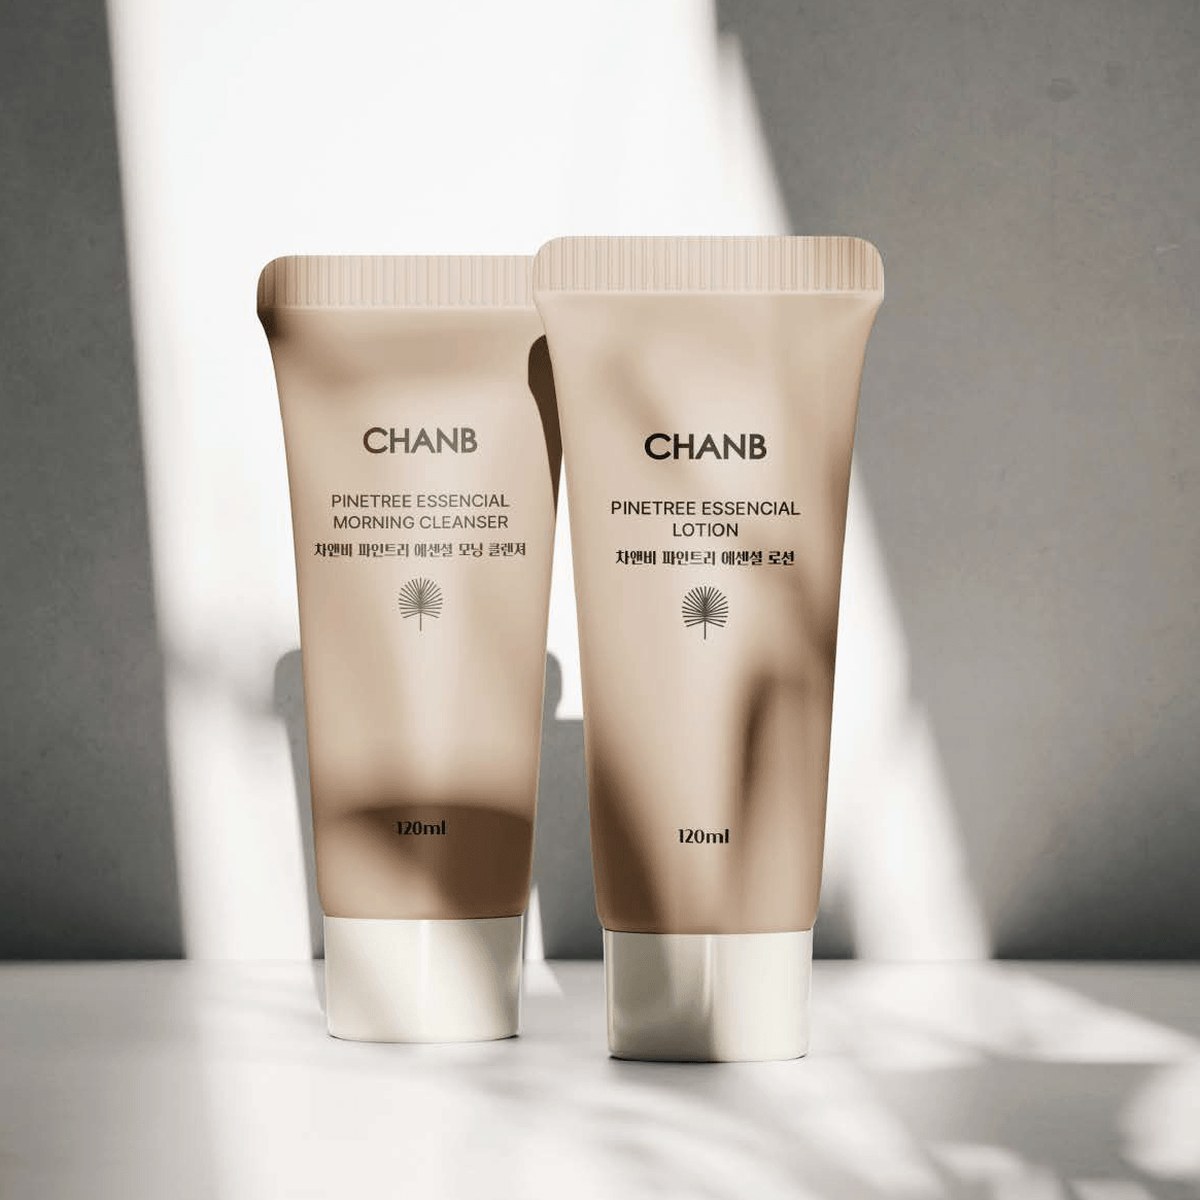 CHANB
PINETREE ESSENCIAL
MORNING CLEANSER
차앤비 파인트리 에센셜 모닝 클렌져
120ml
CHANB
PINETREE ESSENCIAL
LOTION
차앤비 파인트리 에센셜 로션
120ml